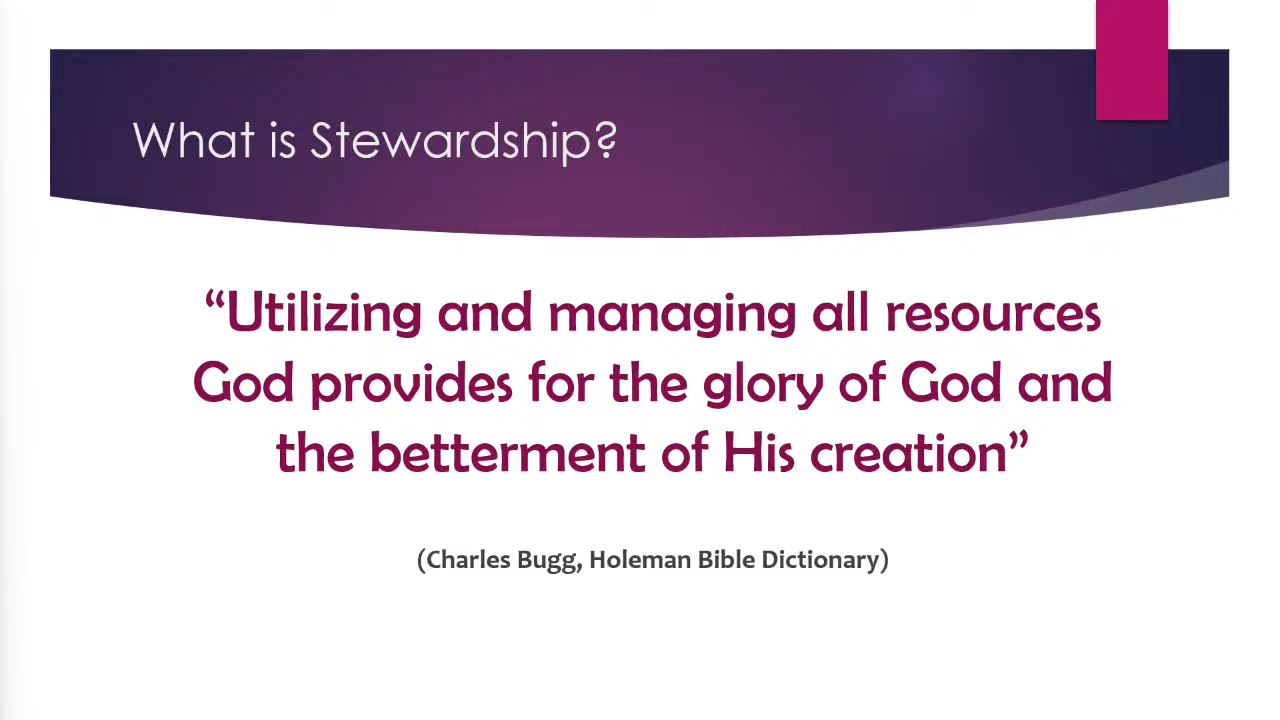 What is Stewardship?
“Utilizing and managing all resources
God provides for the glory of God and
the betterment of His creation”
(Charles Bugg, Holeman Bible Dictionary)